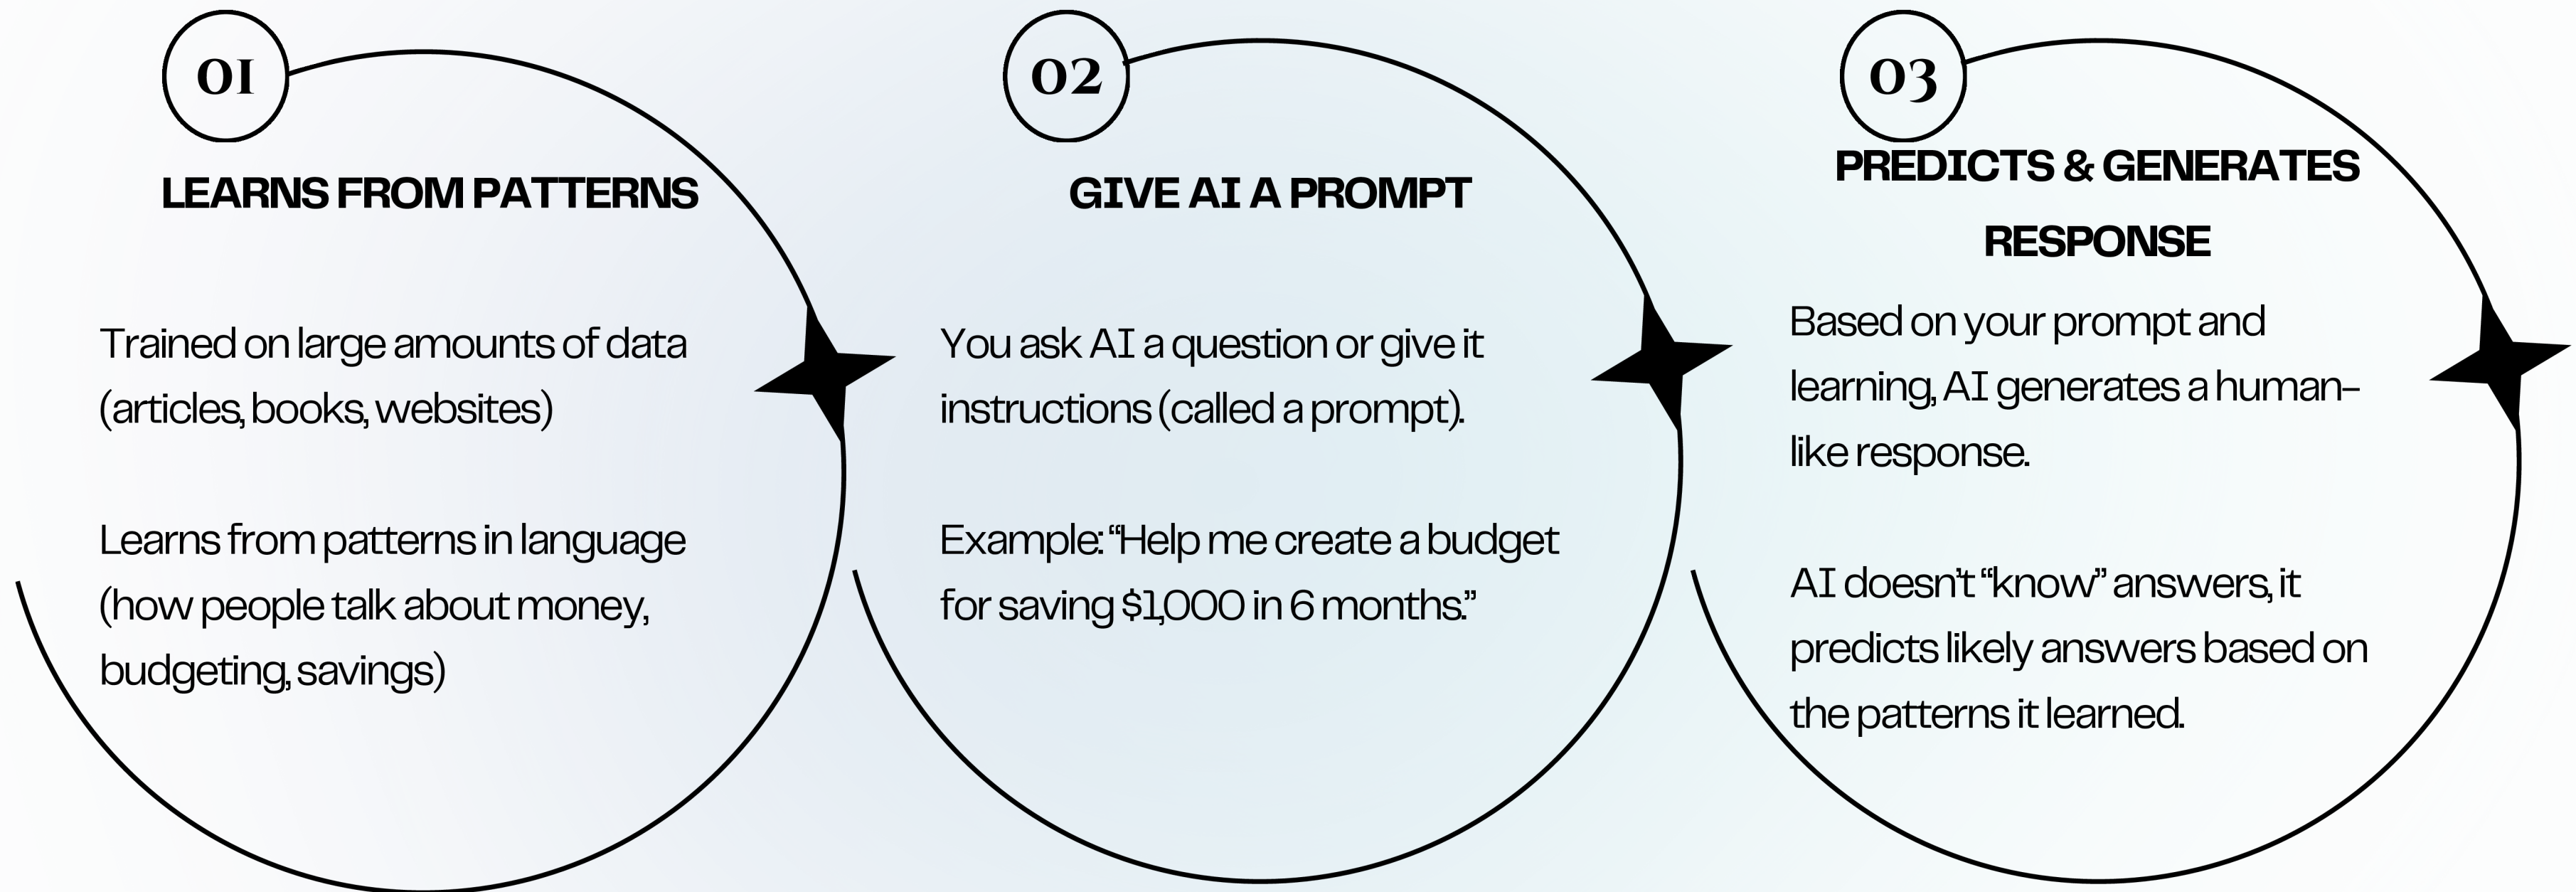 01
LEARNS FROM PATTERNS
Trained on large amounts of data
(articles, books, websites)
Learns from patterns in language
(how people talk about money,
budgeting, savings)
02
GIVE AI A PROMPT
You ask AI a question or give it
instructions (called a prompt).
Example: “Help me create a budget
for saving $1,000 in 6 months.”
03
PREDICTS & GENERATES
RESPONSE
Based on your prompt and
learning, AI generates a human-
like response.
AI doesn’t “know” answers, it
predicts likely answers based on
the patterns it learned.